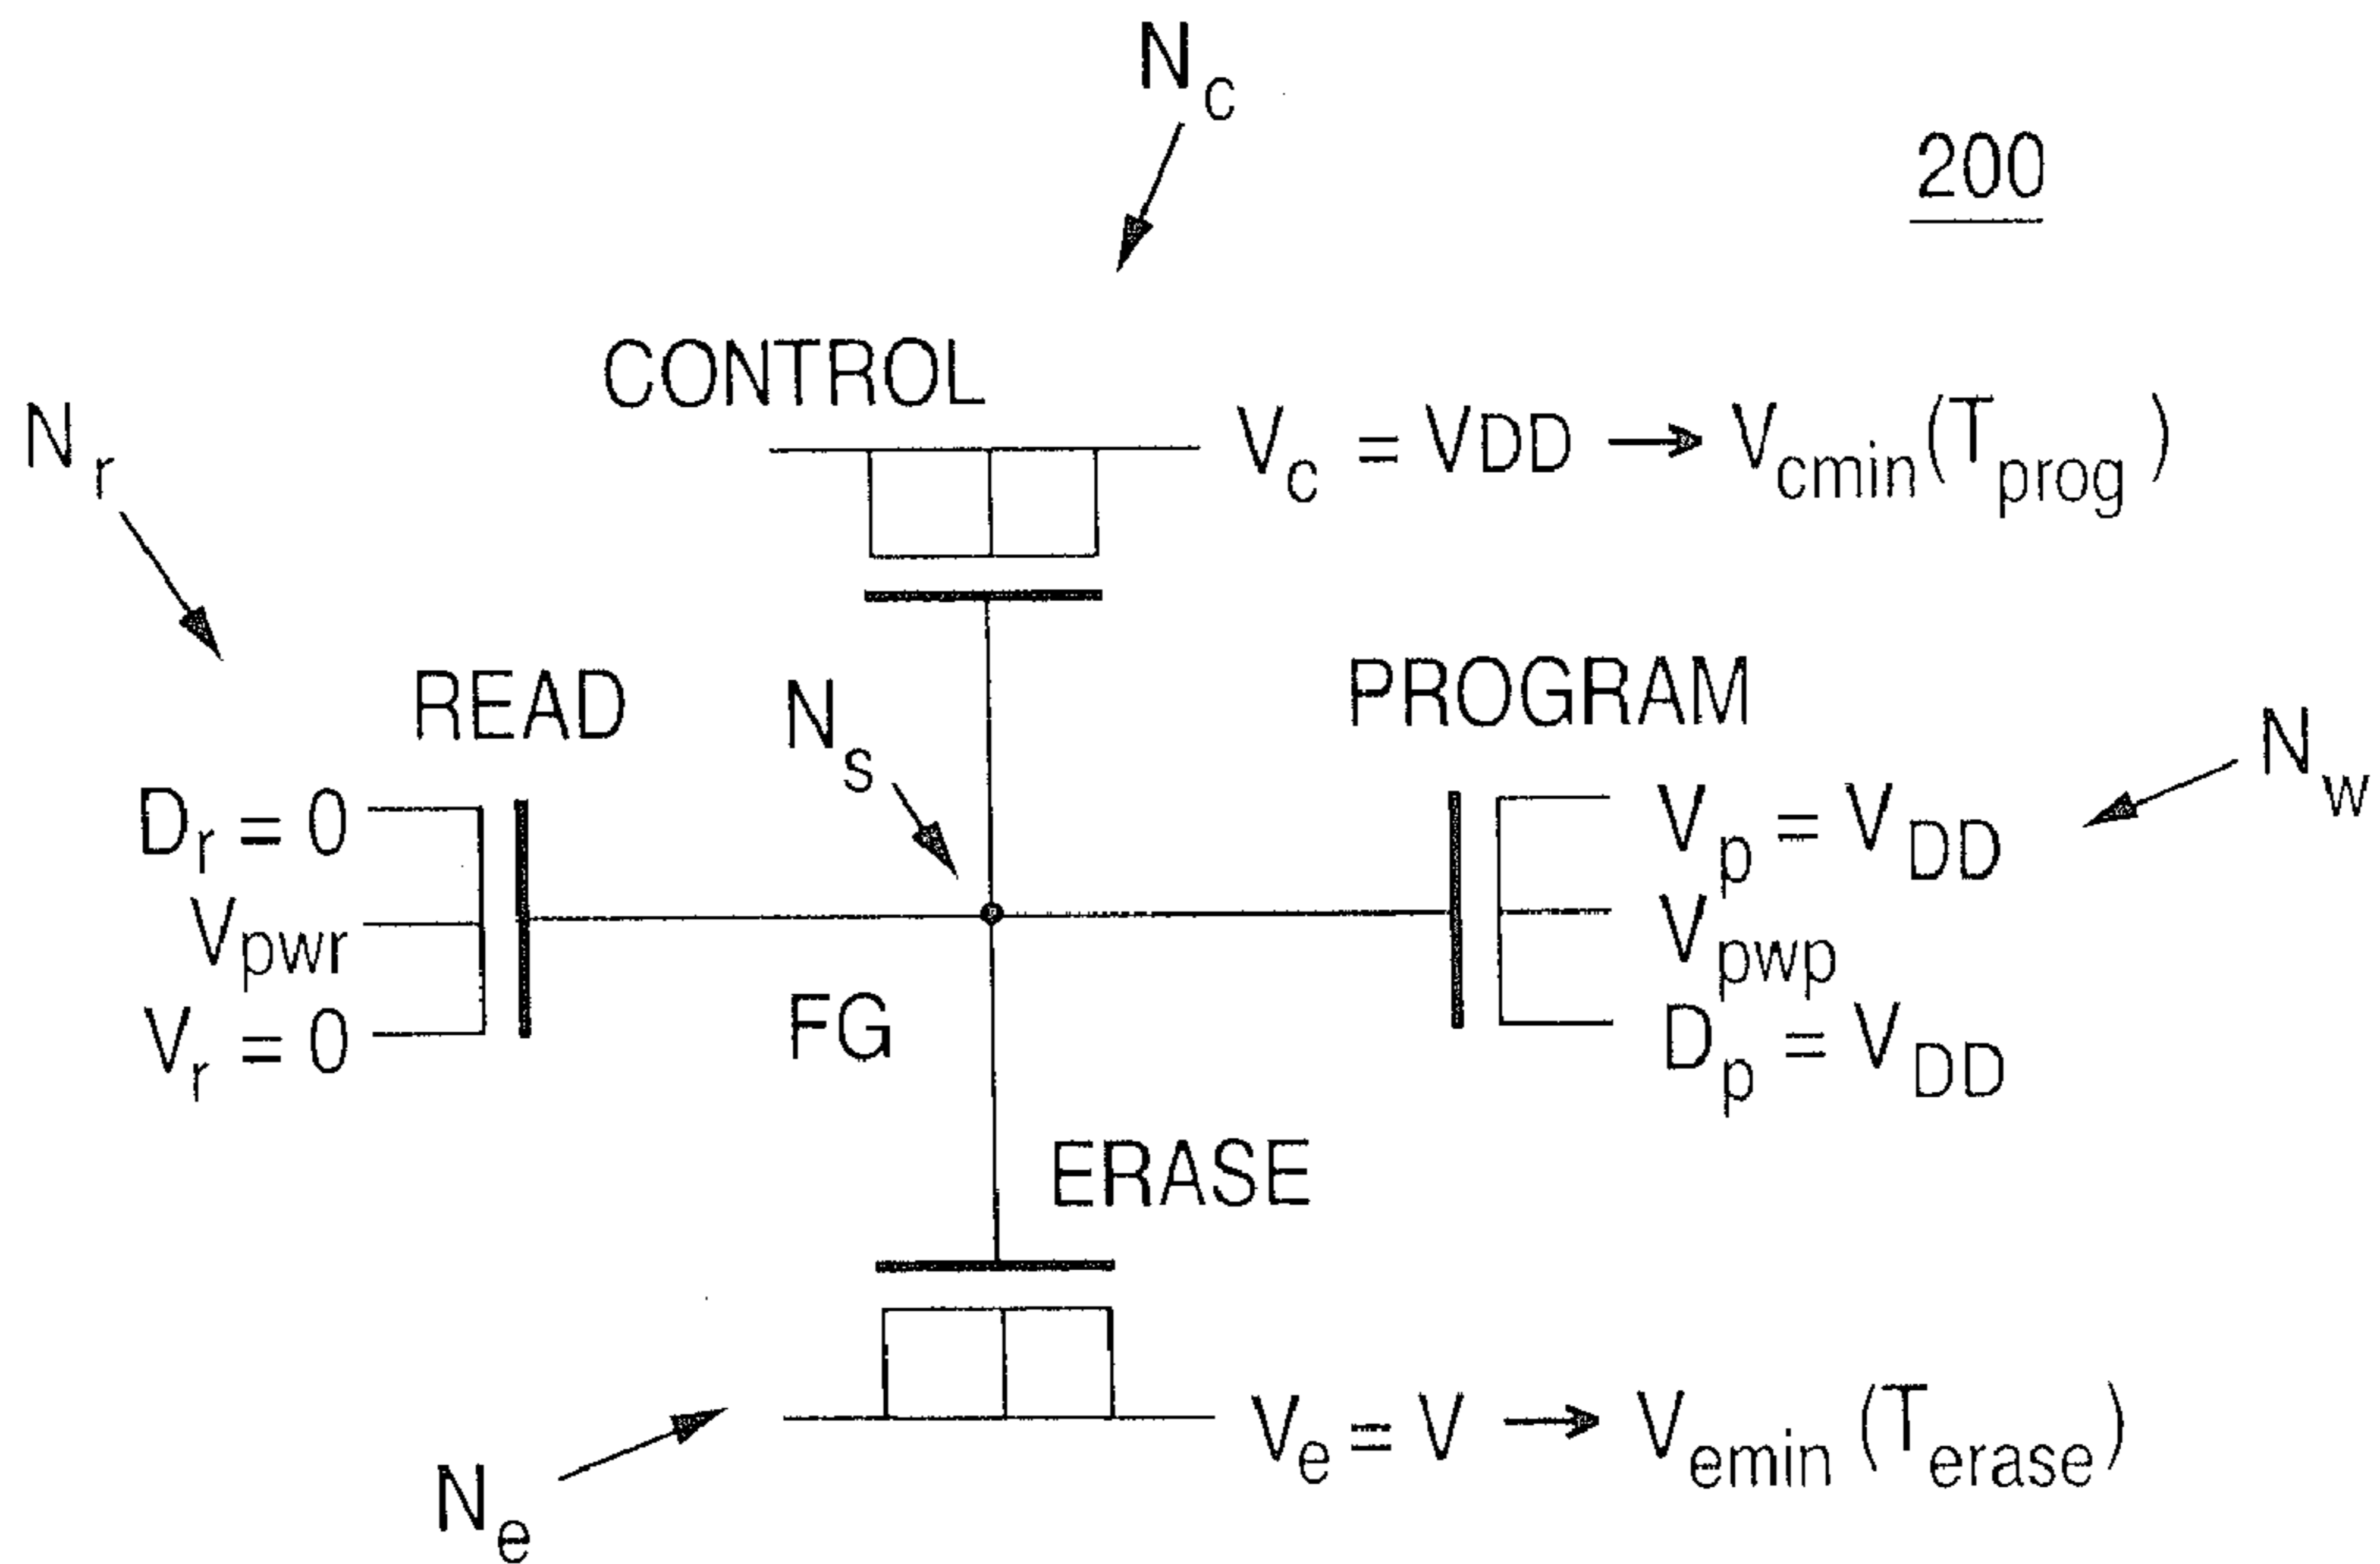 N_c
200
CONTROL
V_c = VDD → V_cmin(T_prog)
N_r
READ
N_s
PROGRAM
N_w
D_r = 0
V_pwr
V_r = 0
V_p = V_DD
V_pwp
D_p = V_DD
FG
ERASE
V_e = V → V_emin (T_erase)
N_e